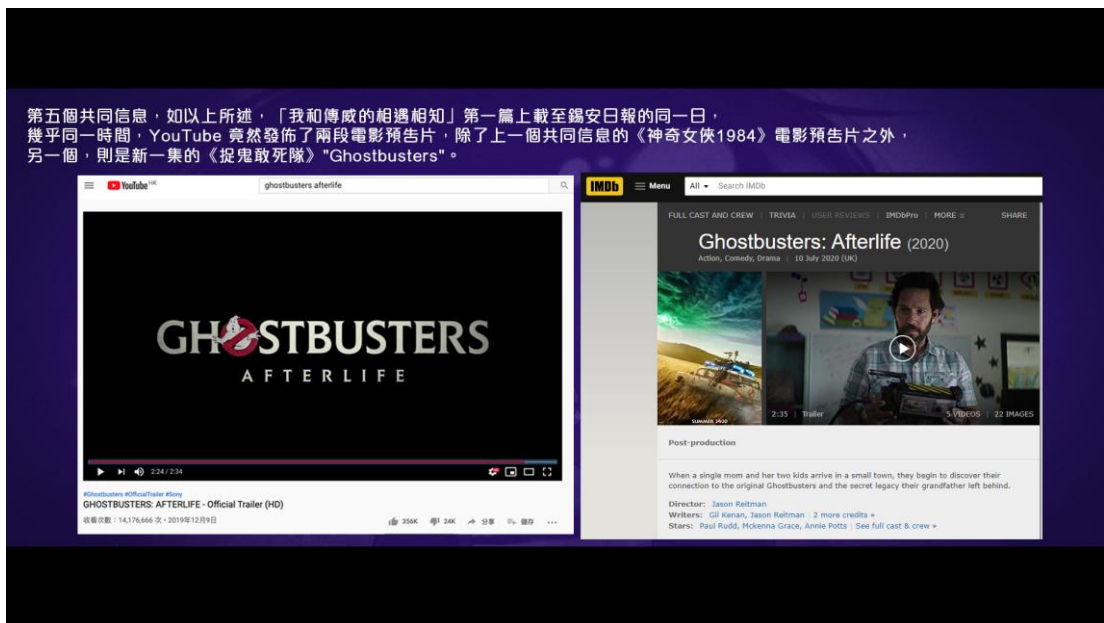 第五個共同信息，如以上所述，「我和傳威的相遇相知」第一篇上載至錫安日報的同一日，
幾乎同一時間，YouTube 竟然發佈了兩段電影預告片，除了上一個共同信息的《神奇女俠1984》電影預告片之外，
另一個，則是新一集的《捉鬼敢死隊》"Ghostbusters"。
YouTube HK
ghostbusters afterlife
GHOSTBUSTERS
AFTERLIFE
2:24 / 2:34
#Ghostbusters #OfficialTrailer #Sony
GHOSTBUSTERS: AFTERLIFE - Official Trailer (HD)
收看次數：14,176,666 次・2019年12月9日
356K 24K 分享 儲存
IMDb Menu All Search IMDb
FULL CAST AND CREW | TRIVIA | USER REVIEWS | IMDbPro | MORE SHARE
Ghostbusters: Afterlife (2020)
Action, Comedy, Drama | 10 July 2020 (UK)
SUMMER 2020
2:35 | Trailer
5 VIDEOS | 22 IMAGES
Post-production
When a single mom and her two kids arrive in a small town, they begin to discover their
connection to the original Ghostbusters and the secret legacy their grandfather left behind.
Director: Jason Reitman
Writers: Gil Kenan, Jason Reitman | 2 more credits »
Stars: Paul Rudd, Mckenna Grace, Annie Potts | See full cast & crew »